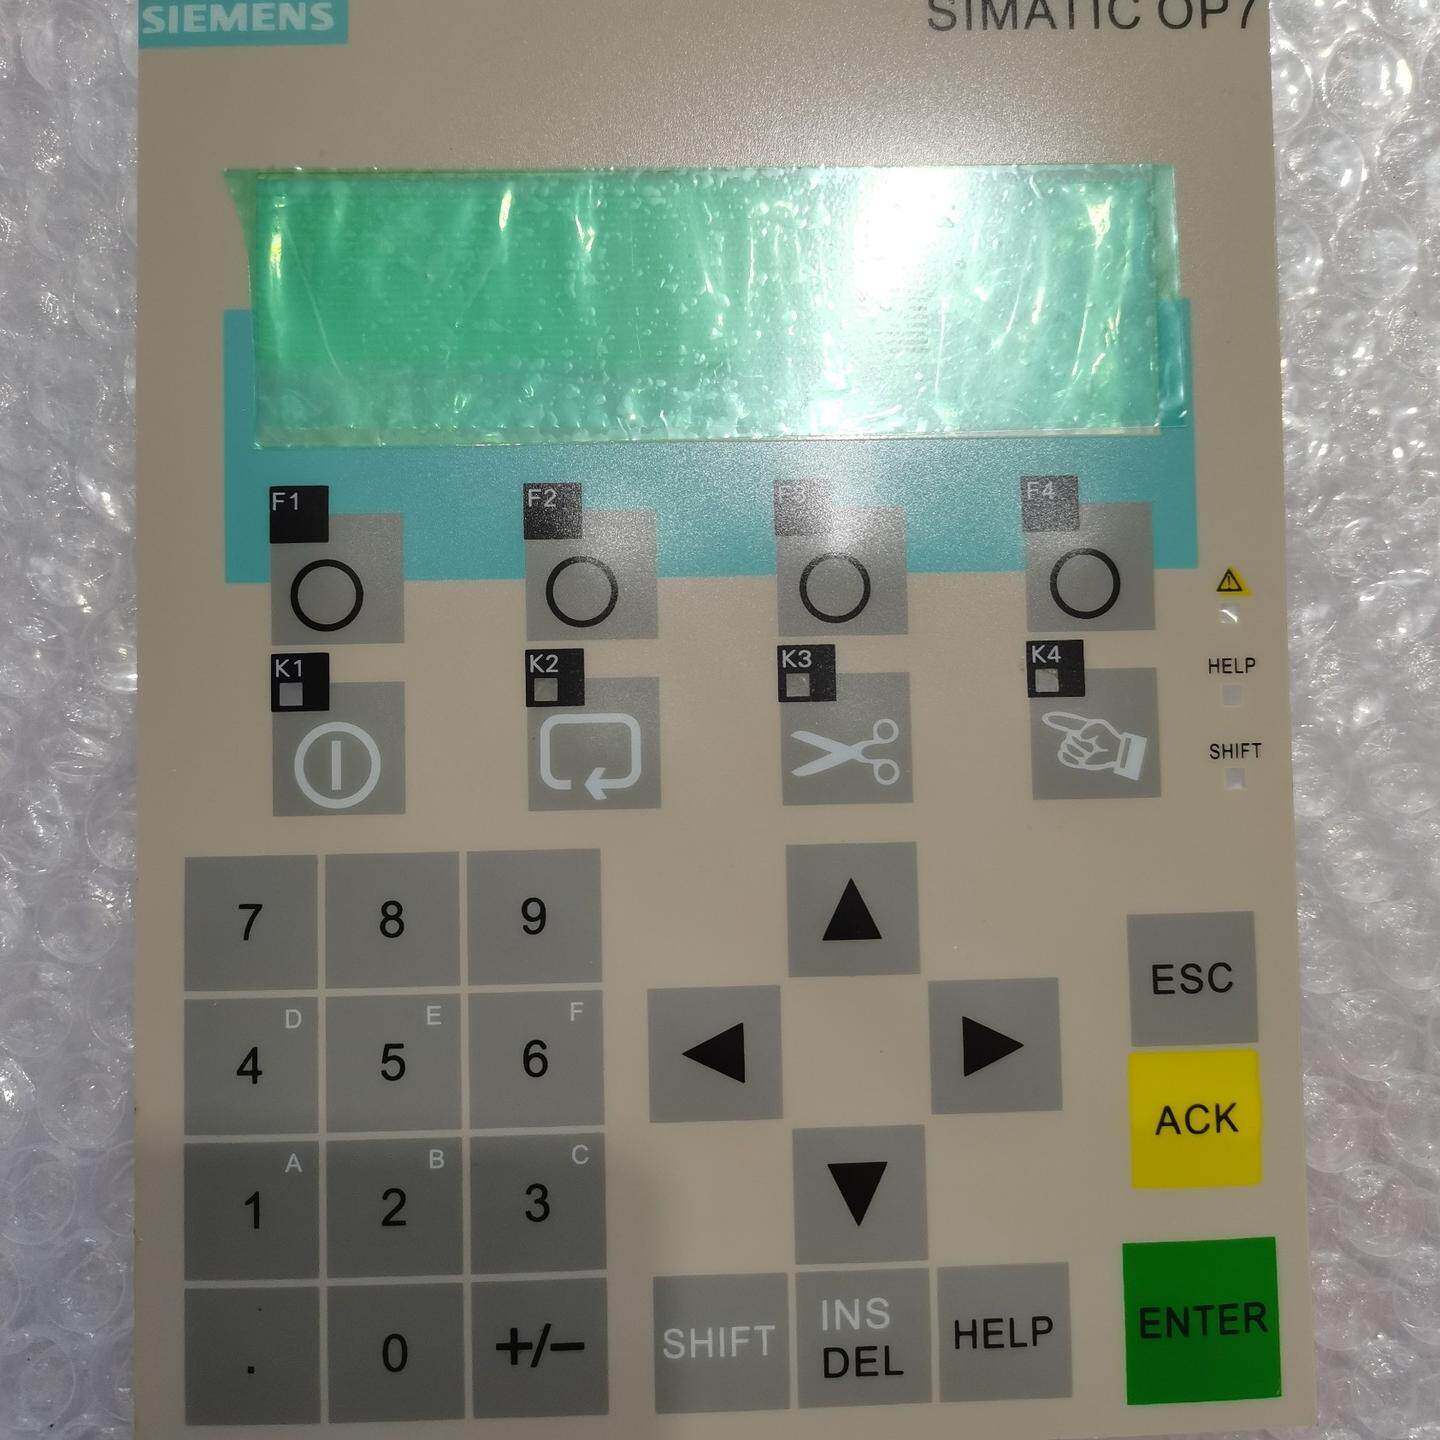 SIEMENS
SIMATIC OP7
F1 F2 F3 F4
K1 K2 K3 K4
HELP
SHIFT
7 8 9
4 D 5 E 6 F
1 A 2 B 3 C
. 0 +/-
ESC
ACK
SHIFT
INS
DEL
HELP
ENTER